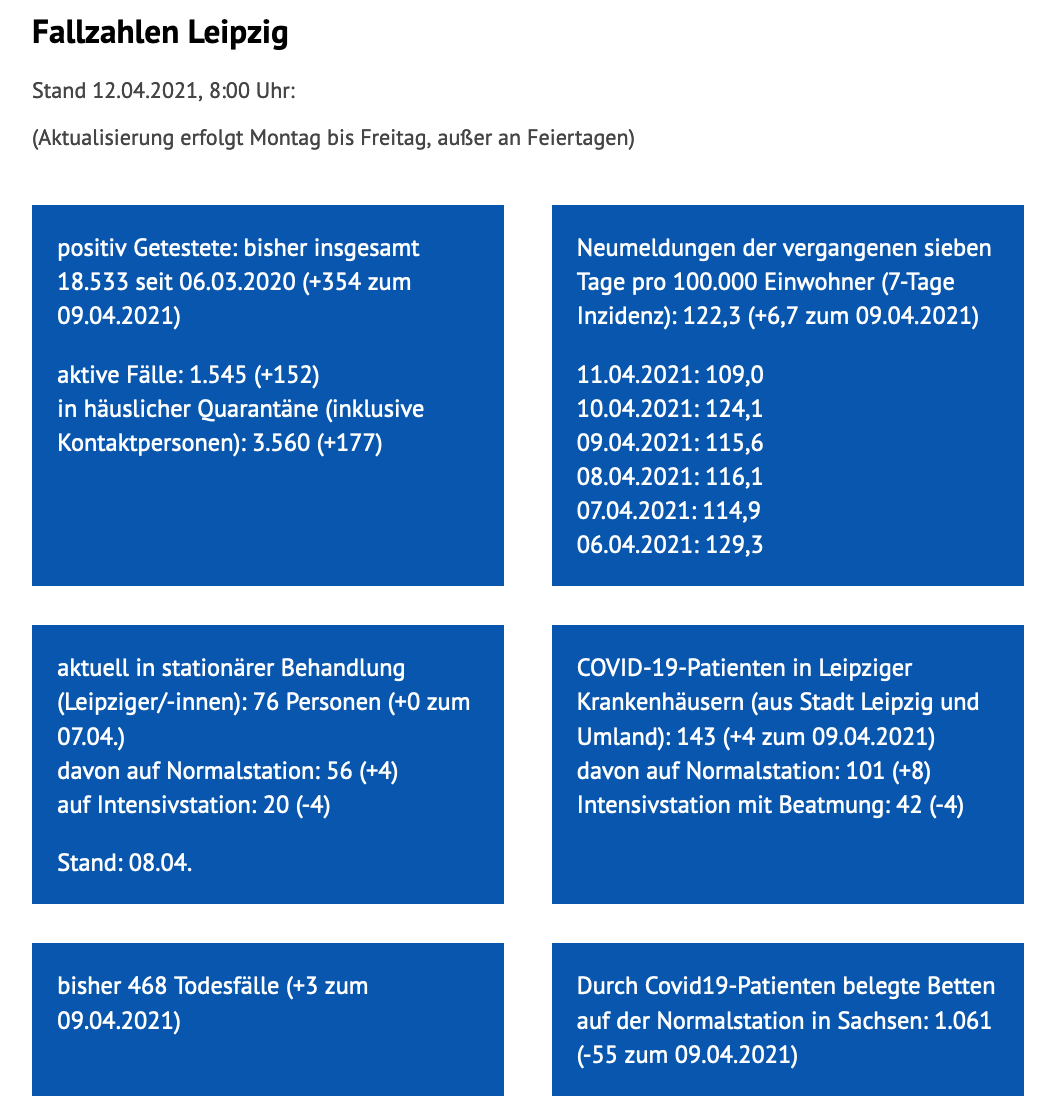 Fallzahlen Leipzig
Stand 12.04.2021, 8:00 Uhr:
(Aktualisierung erfolgt Montag bis Freitag, außer an Feiertagen)
positiv Getestete: bisher insgesamt
18.533 seit 06.03.2020 (+354 zum
09.04.2021)
aktive Fälle: 1.545 (+152)
in häuslicher Quarantäne (inklusive
Kontaktpersonen): 3.560 (+177)
Neumeldungen der vergangenen sieben
Tage pro 100.000 Einwohner (7-Tage
Inzidenz): 122,3 (+6,7 zum 09.04.2021)
11.04.2021: 109,0
10.04.2021: 124,1
09.04.2021: 115,6
08.04.2021: 116,1
07.04.2021: 114,9
06.04.2021: 129,3
aktuell in stationärer Behandlung
(Leipziger/-innen): 76 Personen (+0 zum
07.04.)
davon auf Normalstation: 56 (+4)
auf Intensivstation: 20 (-4)
Stand: 08.04.
COVID-19-Patienten in Leipziger
Krankenhäusern (aus Stadt Leipzig und
Umland): 143 (+4 zum 09.04.2021)
davon auf Normalstation: 101 (+8)
Intensivstation mit Beatmung: 42 (-4)
bisher 468 Todesfälle (+3 zum
09.04.2021)
Durch Covid19-Patienten belegte Betten
auf der Normalstation in Sachsen: 1.061
(-55 zum 09.04.2021)